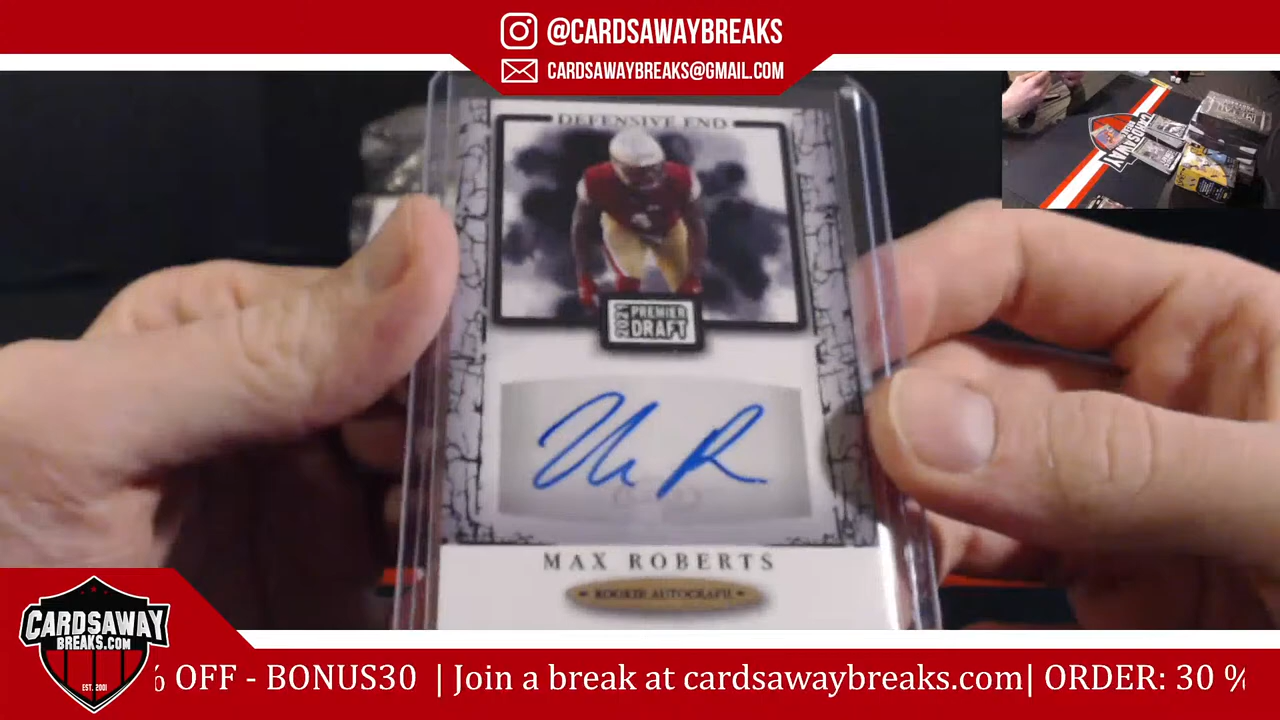 @CARDSAWAYBREAKS
CARDSAWAYBREAKS@GMAIL.COM
DEFENSIVE END
2021 PREMIER
DRAFT
MAX ROBERTS
ROOKIE AUTOGRAPH
CARDSAWAY
BREAKS.COM
EST. 2001
% OFF - BONUS30 | Join a break at cardsawaybreaks.com| ORDER: 30 %